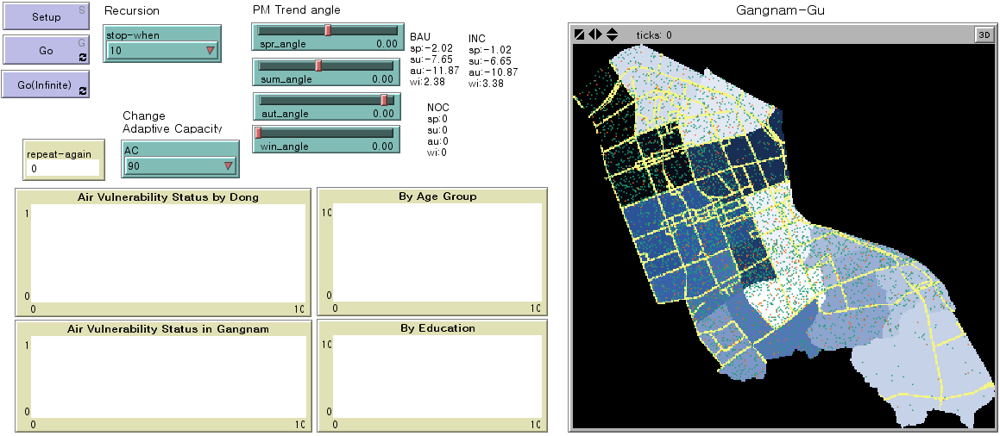 Setup
S
Go
G
Go(Infinite)
Recursion
stop-when
10
PM Trend angle
spr_angle
0.00
sum_angle
0.00
aut_angle
0.00
win_angle
0.00
BAU
sp:-2.02
su:-7.65
au:-11.87
wi:2.38
INC
sp:-1.02
su:-6.65
au:-10.87
wi:3.38
NOC
sp:0
su:0
au:0
wi:0
Change
Adaptive Capacity
AC
90
repeat-again
0
Air Vulnerability Status by Dong
1
0
0
10
By Age Group
10
0
0
10
Air Vulnerability Status in Gangnam
1
0
0
10
By Education
10
0
0
10
Gangnam-Gu
ticks: 0
3D